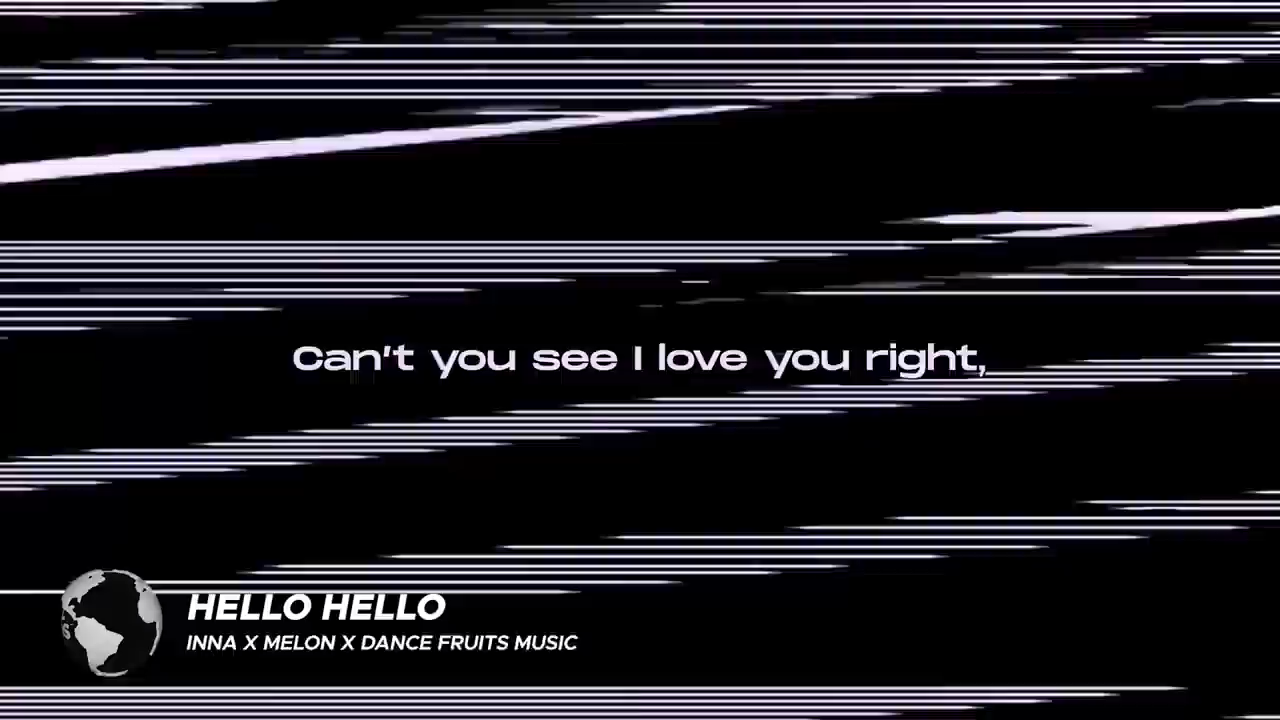 Can't you see I love you right,
HELLO HELLO
INNA X MELON X DANCE FRUITS MUSIC